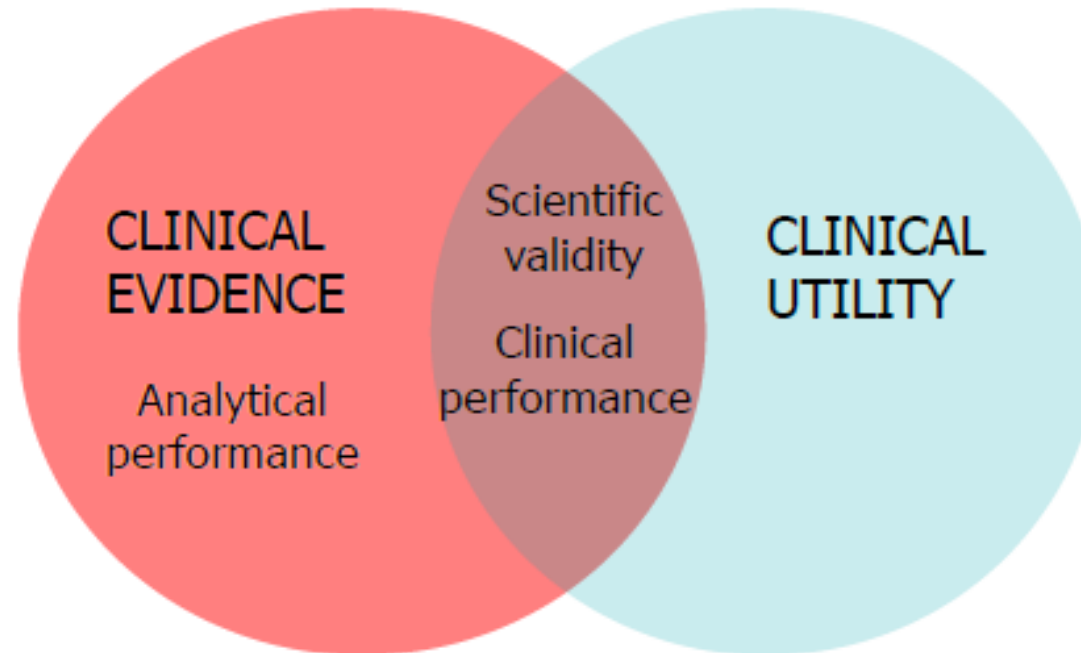 CLINICAL
EVIDENCE
Analytical
performance
Scientific
validity
Clinical
performance
CLINICAL
UTILITY